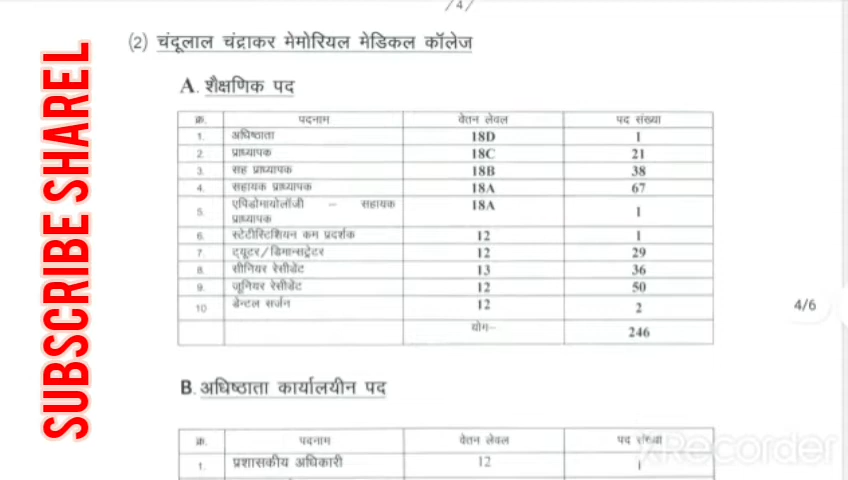 /4/
(2) चंदूलाल चंद्राकर मेमोरियल मेडिकल कॉलेज
A. शैक्षणिक पद
क्र. पदनाम वेतन लेवल पद संख्या
1. अधिष्ठाता 18D 1
2. प्राध्यापक 18C 21
3. सह प्राध्यापक 18B 38
4. सहायक प्राध्यापक 18A 67
5. एपिडोमायोलॉजी – सहायक प्राध्यापक 18A 1
6. स्टेटीस्टिशियन कम प्रदर्शक 12 1
7. ट्यूटर/डिमान्सट्रेटर 12 29
8. सीनियर रेसीडेंट 13 36
9. जूनियर रेसीडेंट 12 50
10 डेन्टल सर्जन 12 2
योग– 246
B. अधिष्ठाता कार्यालयीन पद
क्र. पदनाम वेतन लेवल पद संख्या
1. प्रशासकीय अधिकारी 12 1
SUBSCRIBE SHAREL
4/6
XRecorder